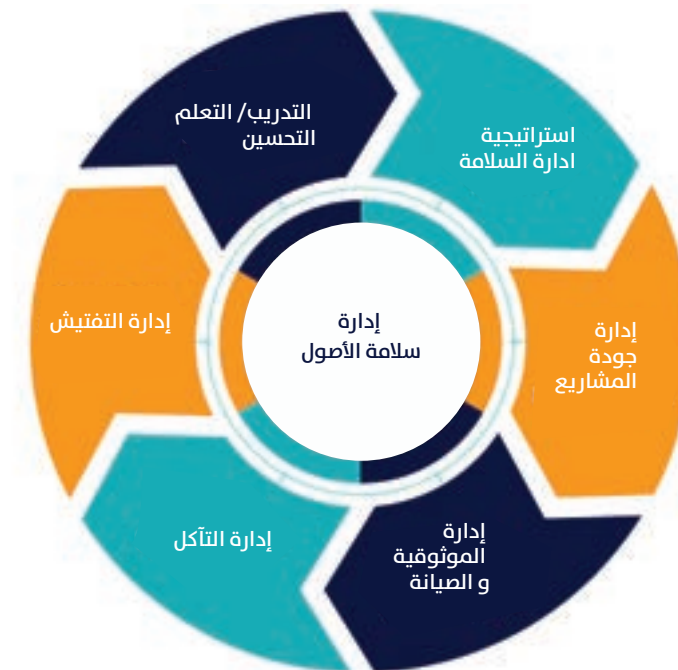 التدريب/ التعلم
التحسين
استراتيجية
ادارة السلامة
إدارة التفتيش
إدارة
سلامة الأصول
إدارة
جودة
المشاريع
إدارة التآكل
إدارة
الموثوقية
و الصيانة